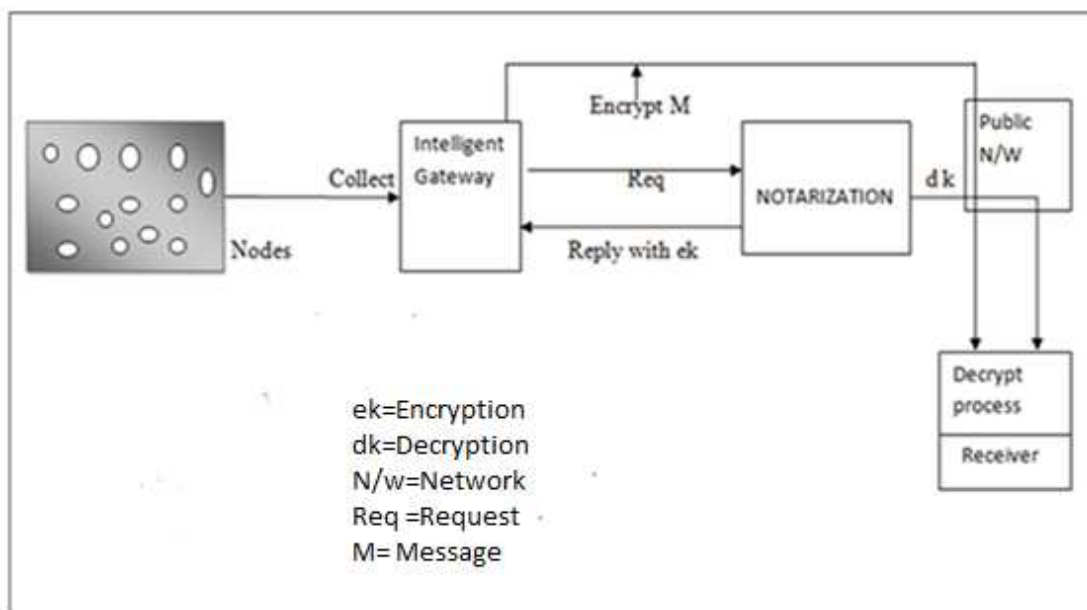 Encrypt M
Intelligent
Gateway
Public
N/W
Collect
Req
NOTARIZATION
dk
Nodes
Reply with ek
Decrypt
process
Receiver
ek=Encryption
dk=Decryption
N/w=Network
Req =Request
M= Message